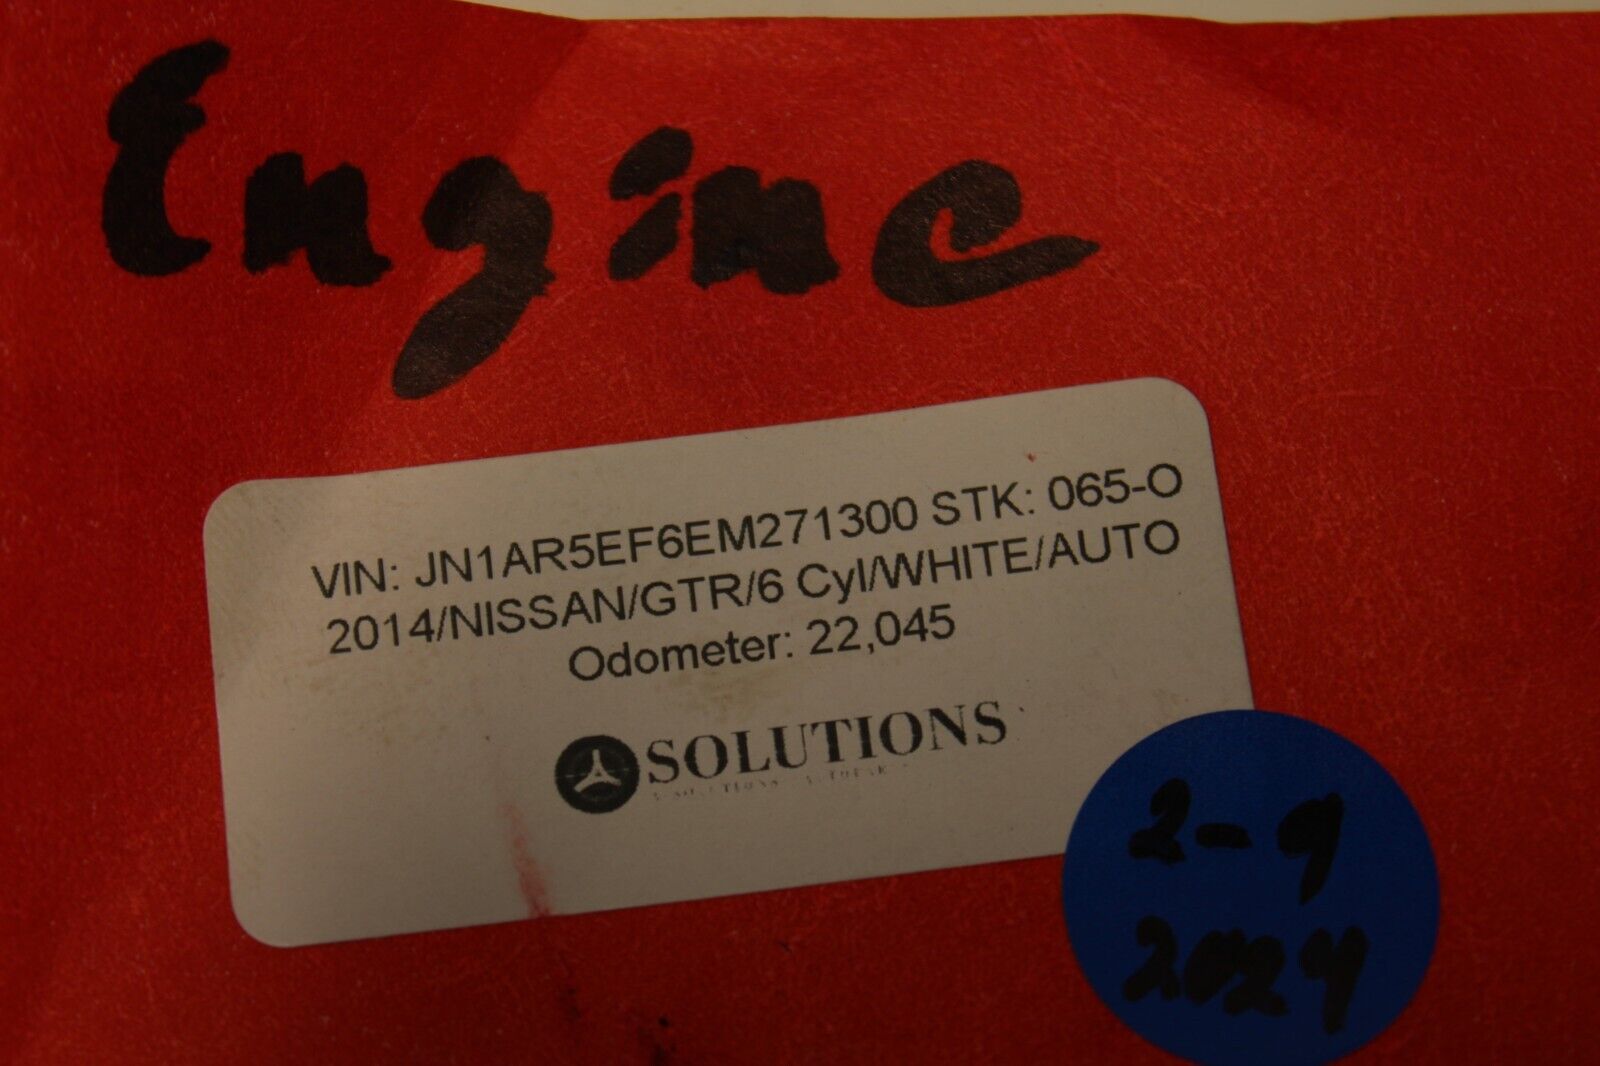 Engine
VIN: JN1AR5EF6EM271300 STK: 065-O
2014/NISSAN/GTR/6 Cyl/WHITE/AUTO
Odometer: 22,045
SOLUTIONS
2-9
2024